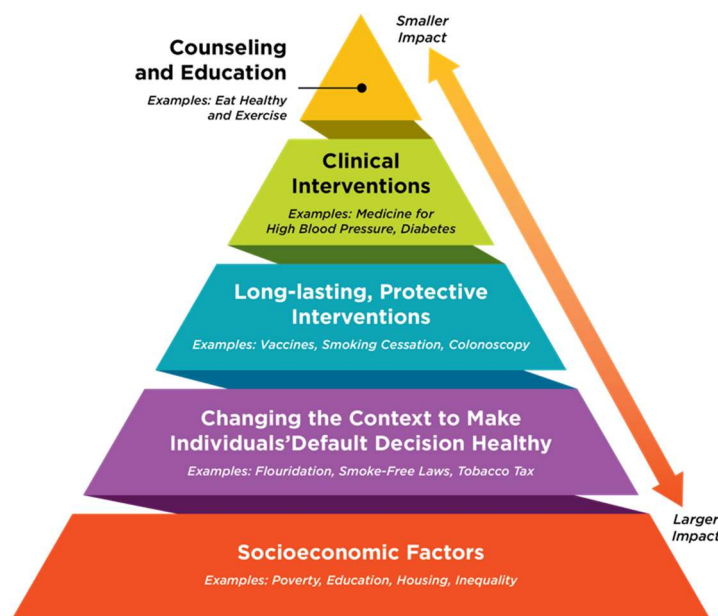 Smaller
Impact
Counseling
and Education
Examples: Eat Healthy
and Exercise
Clinical
Interventions
Examples: Medicine for
High Blood Pressure, Diabetes
Long-lasting, Protective
Interventions
Examples: Vaccines, Smoking Cessation, Colonoscopy
Changing the Context to Make
Individuals’Default Decision Healthy
Examples: Flouridation, Smoke-Free Laws, Tobacco Tax
Larger
Impact
Socioeconomic Factors
Examples: Poverty, Education, Housing, Inequality